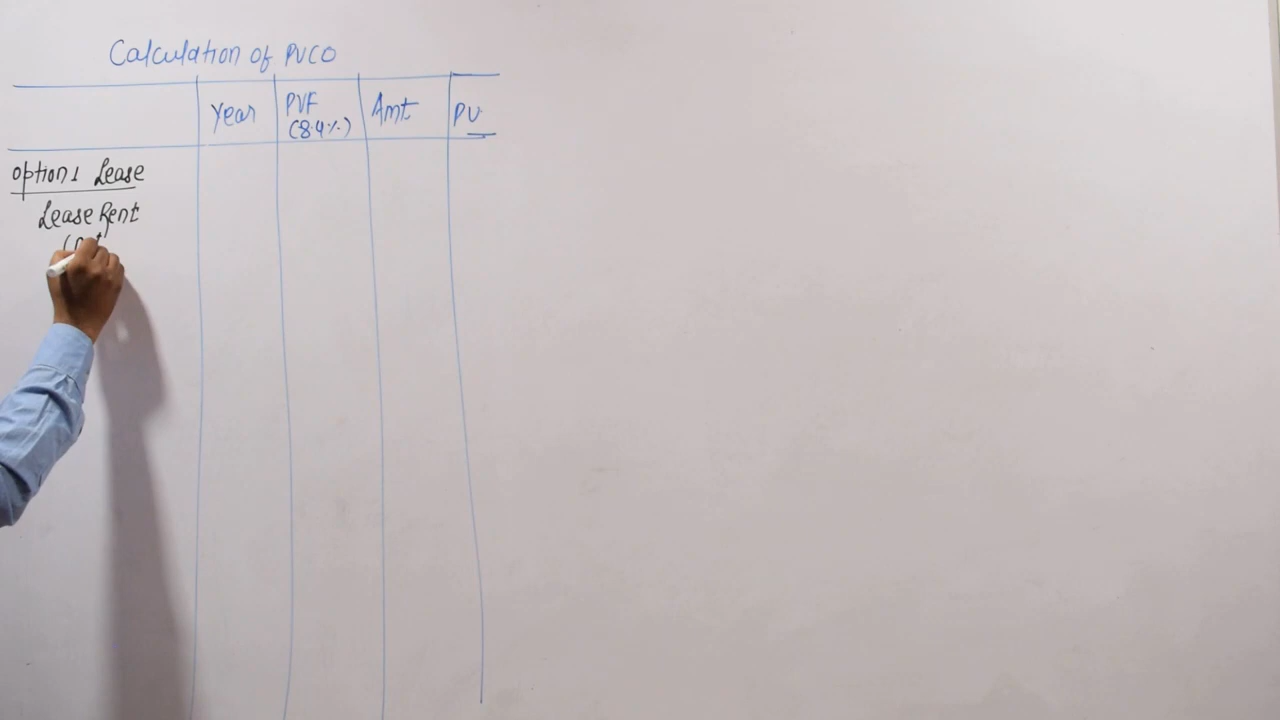 Calculation of PVCO
Year PVF (8.4%) Amt PV
Option 1 Lease
Lease Rent